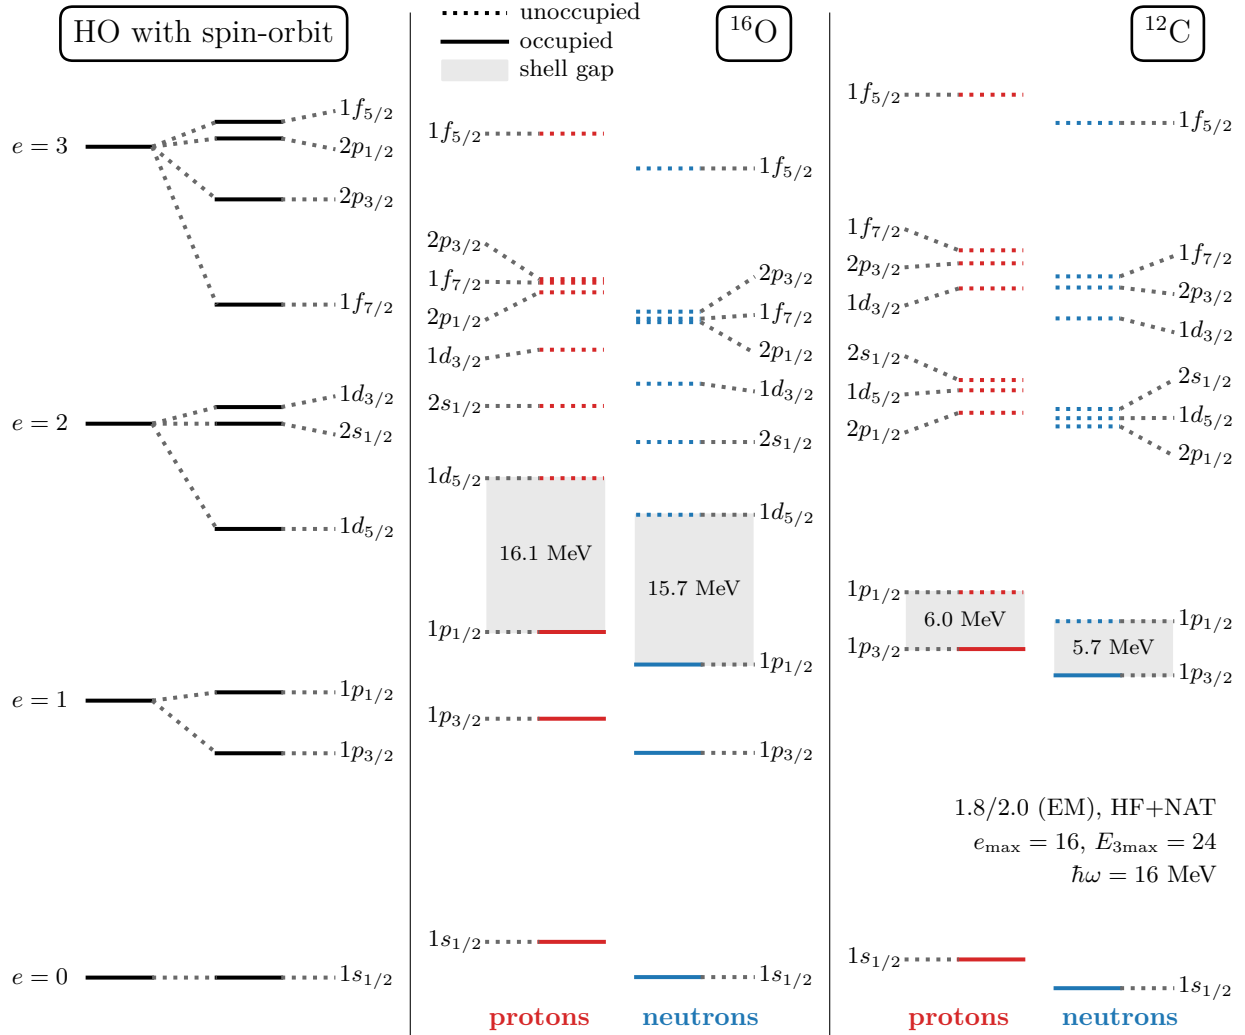 HO with spin-orbit
e = 3
1f5/2
2p1/2
2p3/2
1f7/2
e = 2
1d3/2
2s1/2
1d5/2
e = 1
1p1/2
1p3/2
e = 0
1s1/2
unoccupied
occupied
shell gap
16O
1f5/2
2p3/2
1f7/2
2p1/2
1d3/2
2s1/2
1d5/2
16.1 MeV
1p1/2
1p3/2
1s1/2
protons
1f5/2
2p3/2
1f7/2
2p1/2
1d3/2
2s1/2
1d5/2
15.7 MeV
1p1/2
1p3/2
1s1/2
neutrons
12C
1f5/2
1f7/2
2p3/2
1d3/2
2s1/2
1d5/2
2p1/2
1p1/2
6.0 MeV
1p3/2
1s1/2
protons
1f5/2
1f7/2
2p3/2
1d3/2
2s1/2
1d5/2
2p1/2
1p1/2
5.7 MeV
1p3/2
1.8/2.0 (EM), HF+NAT
emax = 16, E3max = 24
ℏω = 16 MeV
1s1/2
neutrons